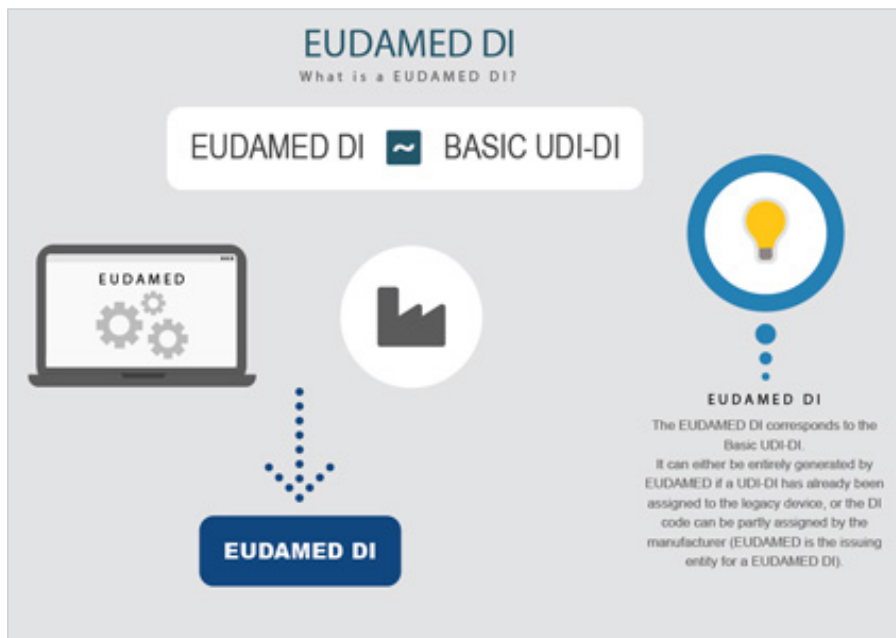 EUDAMED DI
What is a EUDAMED DI?
EUDAMED DI ~ BASIC UDI-DI
EUDAMED
EUDAMED DI
EUDAMED DI
The EUDAMED DI corresponds to the
Basic UDI-DI.
It can either be entirely generated by
EUDAMED if a UDI-DI has already been
assigned to the legacy device, or the DI
code can be partly assigned by the
manufacturer (EUDAMED is the issuing
entity for a EUDAMED DI).